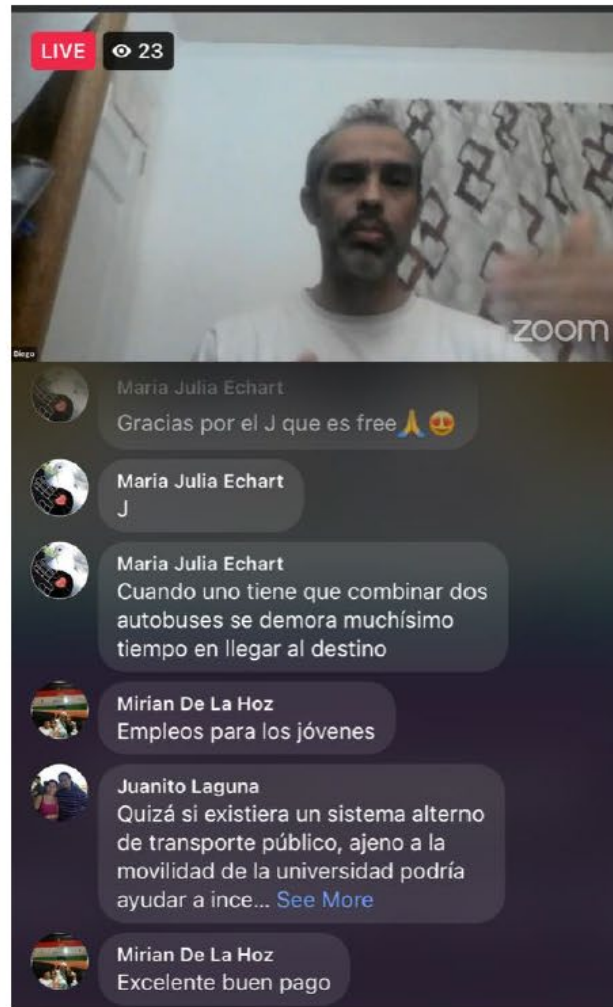 LIVE 23
zoom
Diego
Maria Julia Echart
Gracias por el J que es free🙏😍
Maria Julia Echart
J
Maria Julia Echart
Cuando uno tiene que combinar dos
autobuses se demora muchísimo
tiempo en llegar al destino
Mirian De La Hoz
Empleos para los jóvenes
Juanito Laguna
Quizá si existiera un sistema alterno
de transporte público, ajeno a la
movilidad de la universidad podría
ayudar a ince... See More
Mirian De La Hoz
Excelente buen pago